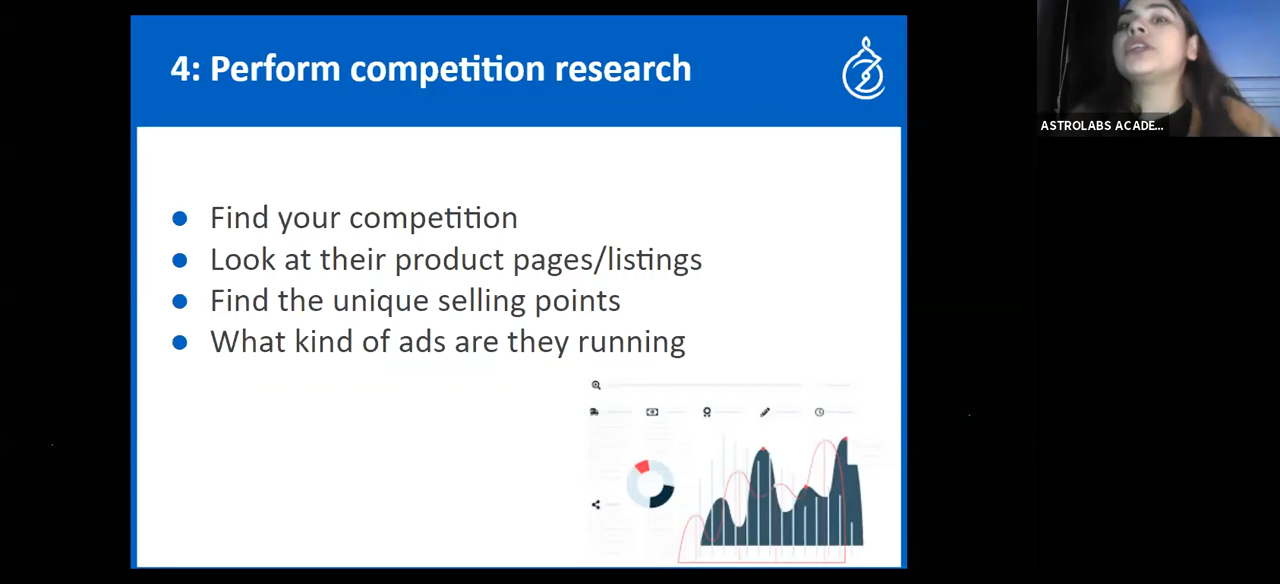 4: Perform competition research
ASTROLABS ACADE...
● Find your competition
● Look at their product pages/listings
● Find the unique selling points
● What kind of ads are they running